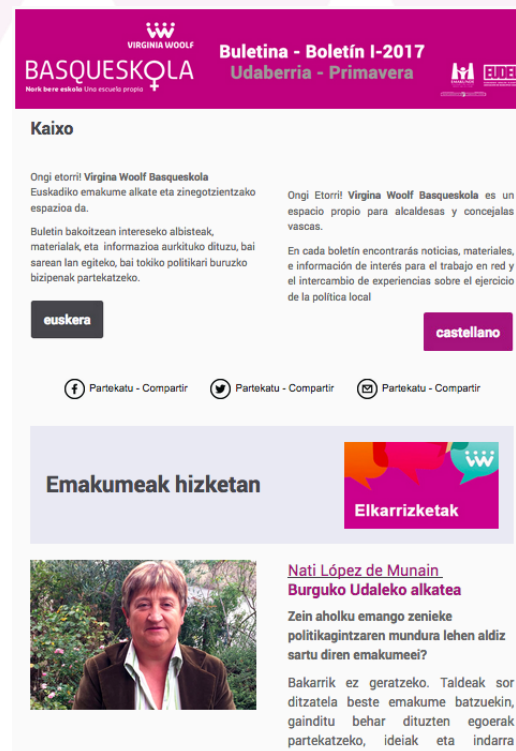 VIRGINIA WOOLF
BASQUESKOLA
Nork bere eskola Una escuela propia
Buletina - Boletín I-2017
Udaberria - Primavera
Kaixo
Ongi etorri! Virgina Woolf Basqueskola
Euskadiko emakume alkate eta zinegotzientzako
espazioa da.
Buletin bakoitzean intereseko albisteak,
materialak, eta informazioa aurkituko dituzu, bai
sarean lan egiteko, bai tokiko politikari buruzko
bizipenak partekatzeko.
euskera
Ongi Etorri! Virgina Woolf Basqueskola es un
espacio propio para alcaldesas y concejalas
vascas.
En cada boletín encontrarás noticias, materiales,
e información de interés para el trabajo en red y
el intercambio de experiencias sobre el ejercicio
de la política local
castellano
Partekatu - Compartir
Partekatu - Compartir
Partekatu - Compartir
Emakumeak hizketan
Elkarrizketak
Nati López de Munain
Burguko Udaleko alkatea
Zein aholku emango zenieke
politikagintzaren mundura lehen aldiz
sartu diren emakumeei?
Bakarrik ez geratzeko. Taldeak sor
ditzatela beste emakume batzuekin,
gainditu behar dituzten egoerak
partekatzeko, ideiak eta indarra